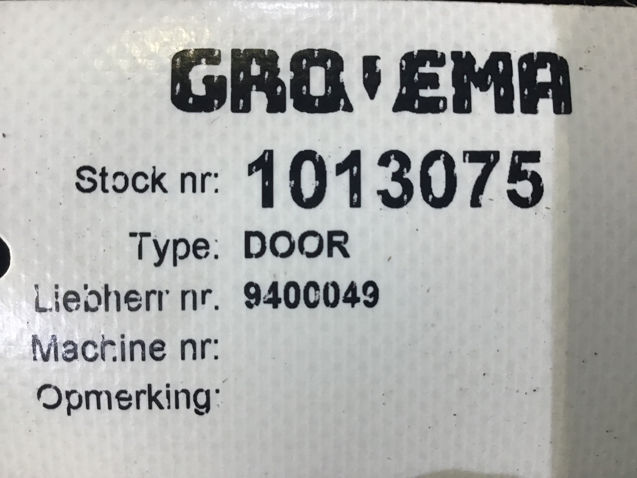 GROVEMA
Stock nr: 1013075
Type: DOOR
Liebherr nr. 9400049
Machine nr:
Opmerking: